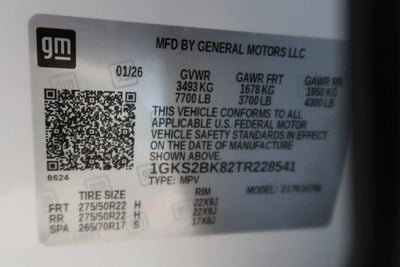 gm
MFD BY GENERAL MOTORS LLC
01/26 GVWR GAWR FRT GAWR RR
3493 KG 1678 KG 1950 KG
7700 LB 3700 LB 4300 LB
THIS VEHICLE CONFORMS TO ALL
APPLICABLE U.S. FEDERAL MOTOR
VEHICLE SAFETY STANDARDS IN EFFECT
ON THE DATE OF MANUFACTURE
SHOWN ABOVE.
1GKS2BK82TR228541
8624 TYPE: MPV MODEL:
TIRE SIZE RIM
FRT 275/50R22 H 22X9J
RR 275/50R22 H 22X9J
SPA 265/70R17 S 17X8J